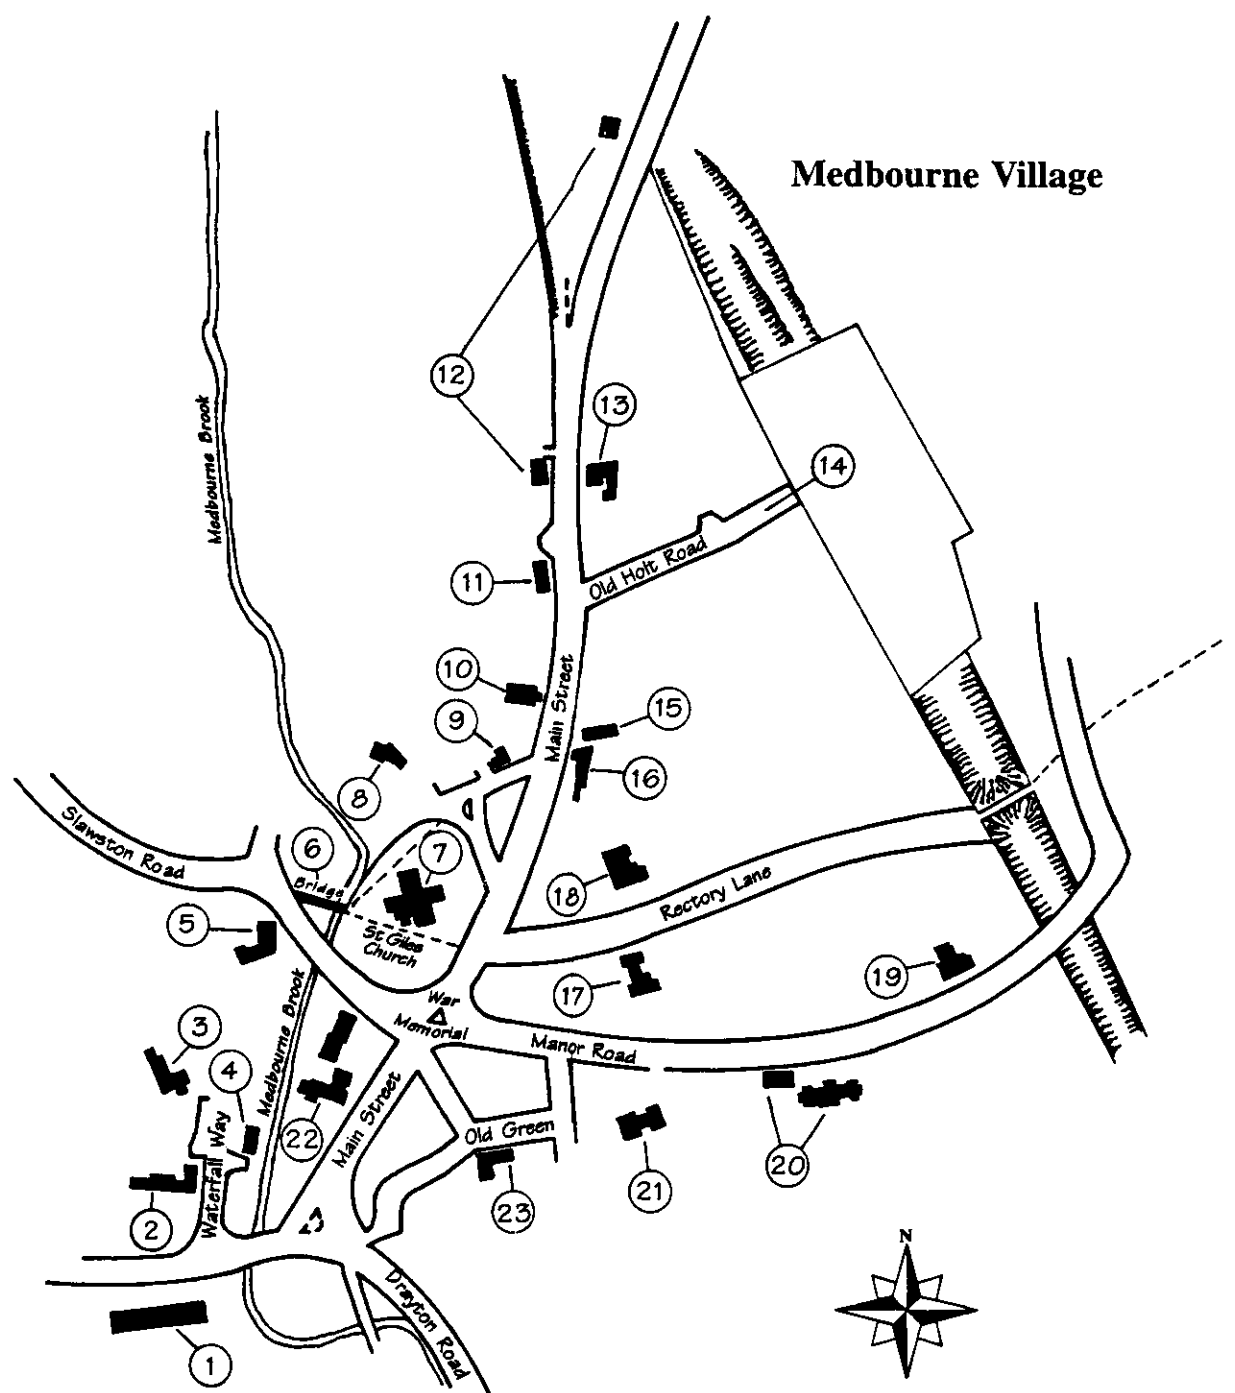 Medbourne Village
12
13
14
Medbourne Brook
Old Holt Road
11
10
Main Street
15
9
16
8
Slawston Road
6
Bridge
7
18
Rectory Lane
5
St Giles
Church
19
17
War
Memorial
Manor Road
3
Medbourne Brook
4
22
Main Street
Old Green
20
21
23
Waterfall Way
2
N
Drayton Road
1